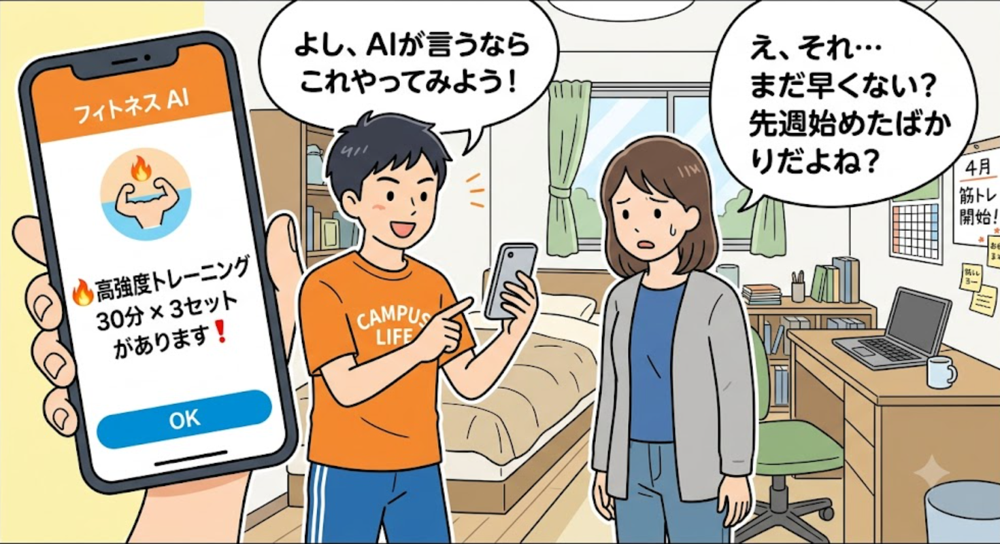 フィトネス AI
🔥高強度トレーニング
30分 × 3セット
があります❗
OK
よし、AIが言うなら
これやってみよう!
CAMPUS
LIFE
え、それ…
まだ早くない?
先週始めたばか
りだよね?
4月
筋トレ
開始!